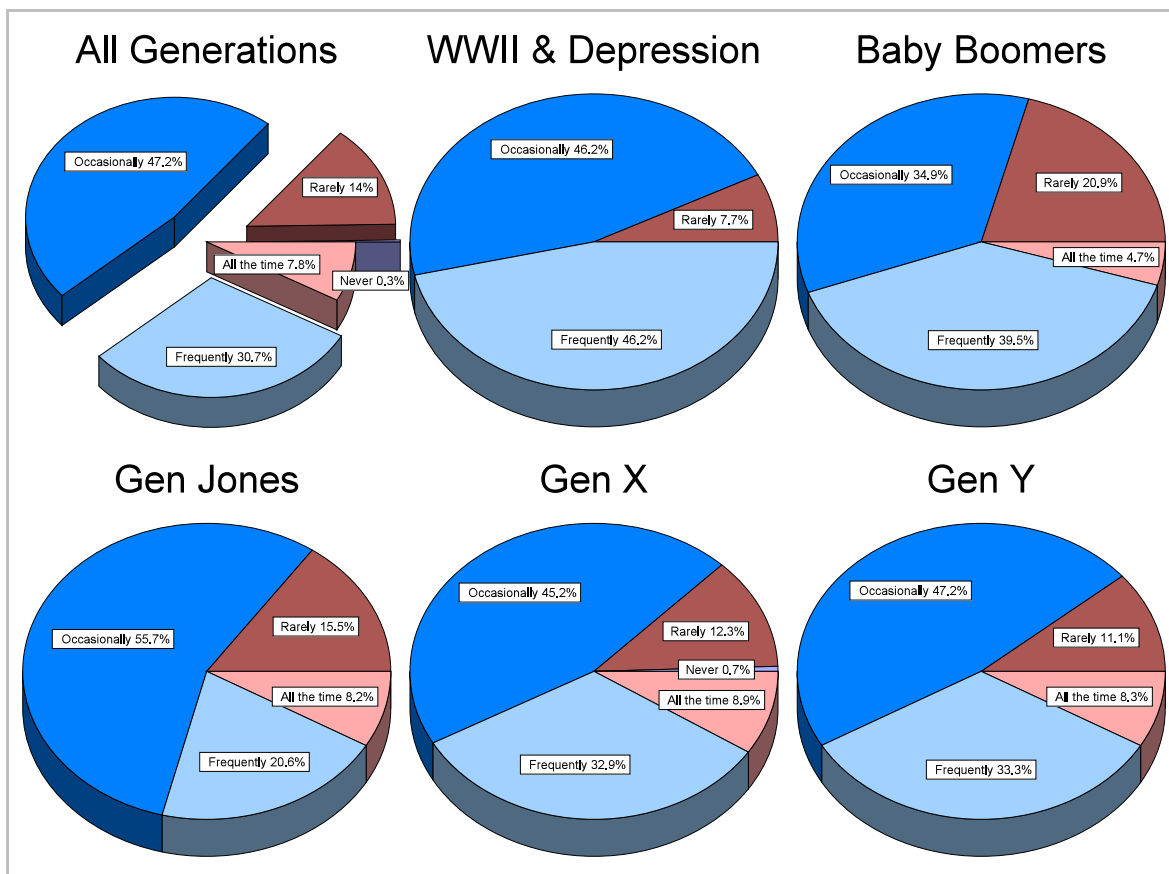 All Generations
Occasionally 47.2%
Rarely 14%
All the time 7.8%
Never 0.3%
Frequently 30.7%
WWII & Depression
Occasionally 46.2%
Rarely 7.7%
Frequently 46.2%
Baby Boomers
Occasionally 34.9%
Rarely 20.9%
All the time 4.7%
Frequently 39.5%
Gen Jones
Occasionally 55.7%
Rarely 15.5%
All the time 8.2%
Frequently 20.6%
Gen X
Occasionally 45.2%
Rarely 12.3%
Never 0.7%
All the time 8.9%
Frequently 32.9%
Gen Y
Occasionally 47.2%
Rarely 11.1%
All the time 8.3%
Frequently 33.3%